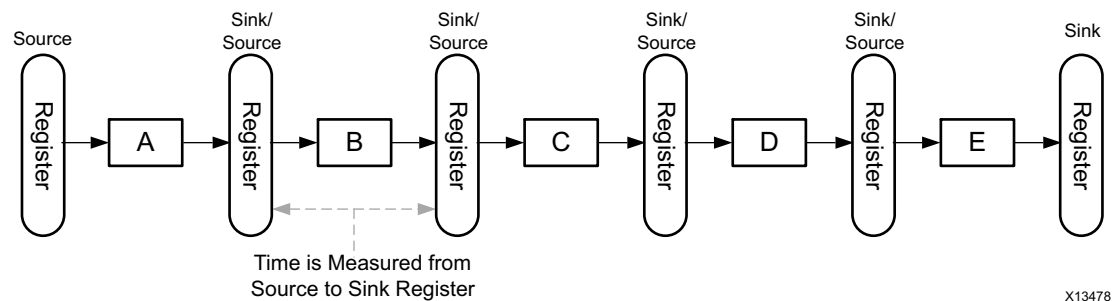 Source
Sink/
Source
Sink/
Source
Sink/
Source
Sink/
Source
Sink
Register
A
Register
B
Register
C
Register
D
Register
E
Register
Time is Measured from
Source to Sink Register
X13478